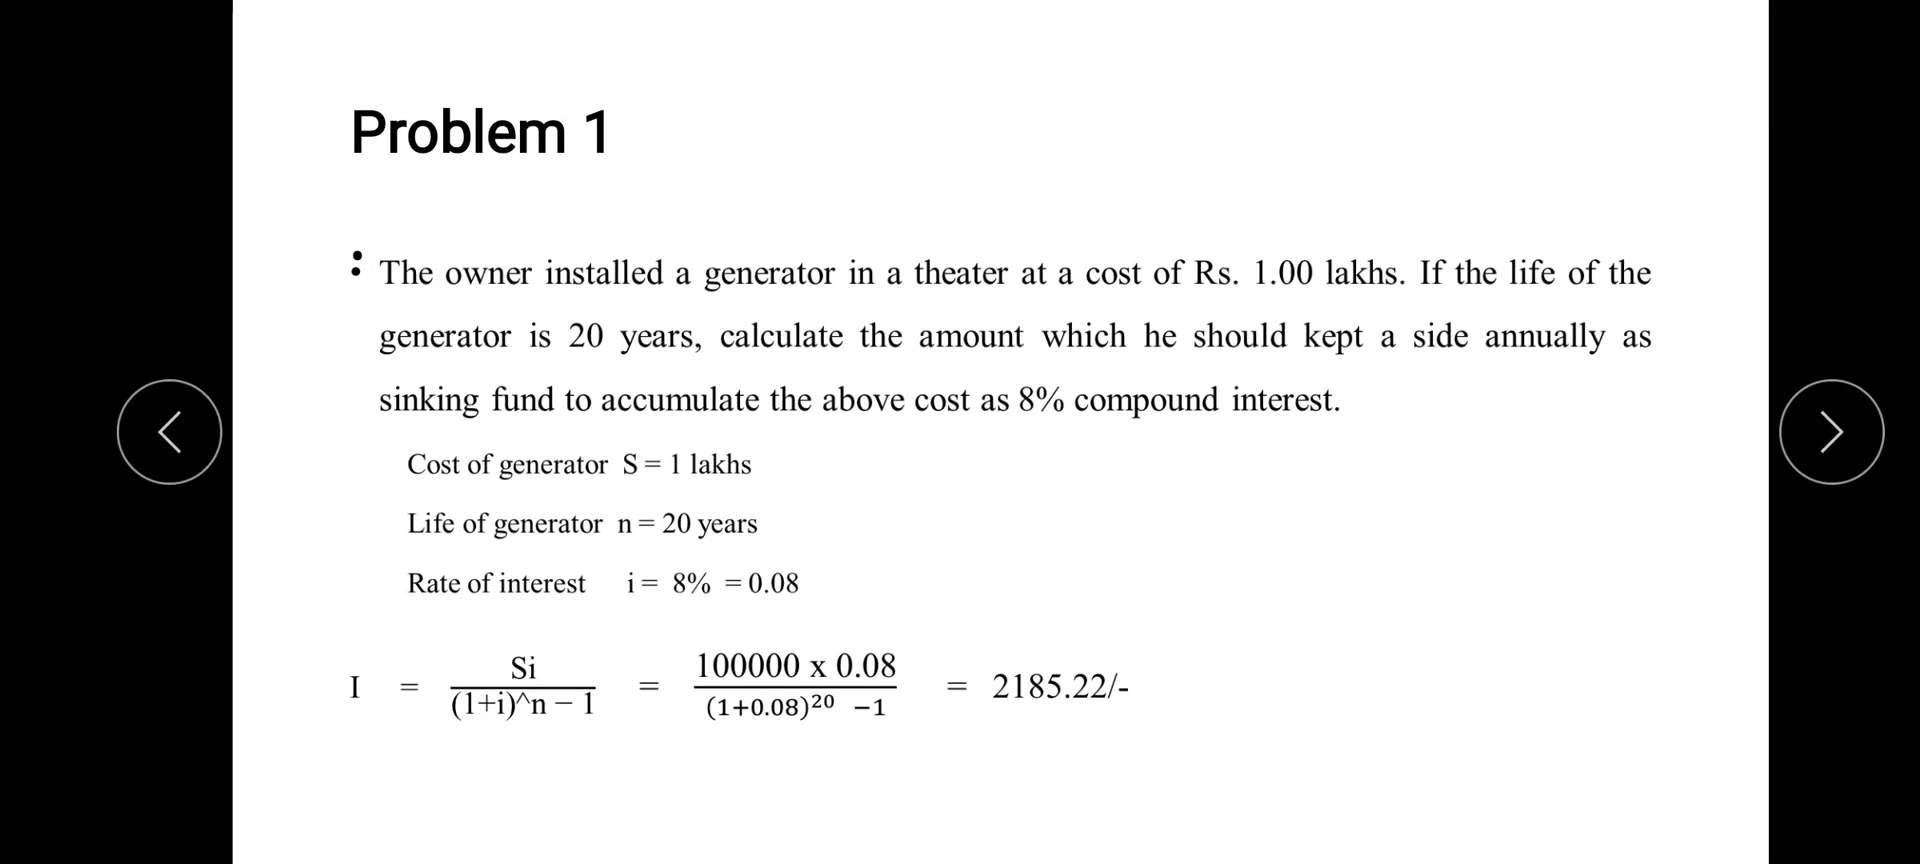 Problem 1
The owner installed a generator in a theater at a cost of Rs. 1.00 lakhs. If the life of the
generator is 20 years, calculate the amount which he should kept a side annually as
sinking fund to accumulate the above cost as 8% compound interest.
Cost of generator S = 1 lakhs
Life of generator n = 20 years
Rate of interest i = 8% = 0.08
I = Si / (1+i)^n − 1 = 100000 x 0.08 / (1+0.08)²⁰ −1 = 2185.22/-